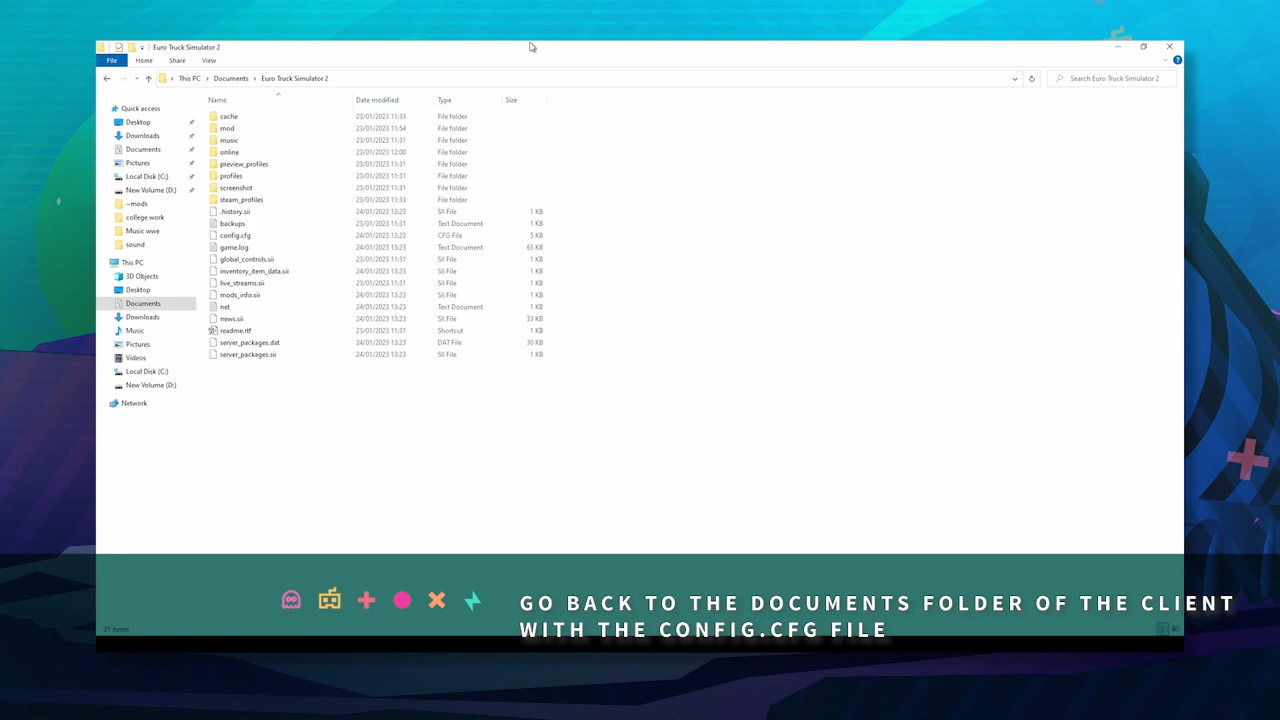 Euro Truck Simulator 2
File Home Share View
This PC Documents Euro Truck Simulator 2
Search Euro Truck Simulator 2
Name Date modified Type Size
Quick access
Desktop
Downloads
Documents
Pictures
Local Disk (C:)
New Volume (D:)
~mods
college work
Music wwe
sound
This PC
3D Objects
Desktop
Documents
Downloads
Music
Pictures
Videos
Local Disk (C:)
New Volume (D:)
Network
cache 23/01/2023 11:33 File folder
mod 23/01/2023 11:54 File folder
music 23/01/2023 11:31 File folder
online 23/01/2023 12:00 File folder
preview_profiles 23/01/2023 11:31 File folder
profiles 23/01/2023 11:31 File folder
screenshot 23/01/2023 11:31 File folder
steam_profiles 23/01/2023 11:33 File folder
.history.sii 24/01/2023 13:23 SII File 1 KB
backups 23/01/2023 11:31 Text Document 1 KB
config.cfg 24/01/2023 13:23 CFG File 5 KB
game.log 24/01/2023 13:23 Text Document 63 KB
global_controls.sii 23/01/2023 11:31 SII File 1 KB
inventory_item_data.sii 24/01/2023 13:23 SII File 1 KB
live_streams.sii 23/01/2023 11:31 SII File 1 KB
mods_info.sii 24/01/2023 13:23 SII File 1 KB
net 24/01/2023 13:23 Text Document 1 KB
news.sii 24/01/2023 13:23 SII File 33 KB
readme.rtf 23/01/2023 11:31 Shortcut 1 KB
server_packages.dat 24/01/2023 13:23 DAT File 30 KB
server_packages.sii 24/01/2023 13:23 SII File 1 KB
GO BACK TO THE DOCUMENTS FOLDER OF THE CLIENT
WITH THE CONFIG.CFG FILE
21 items